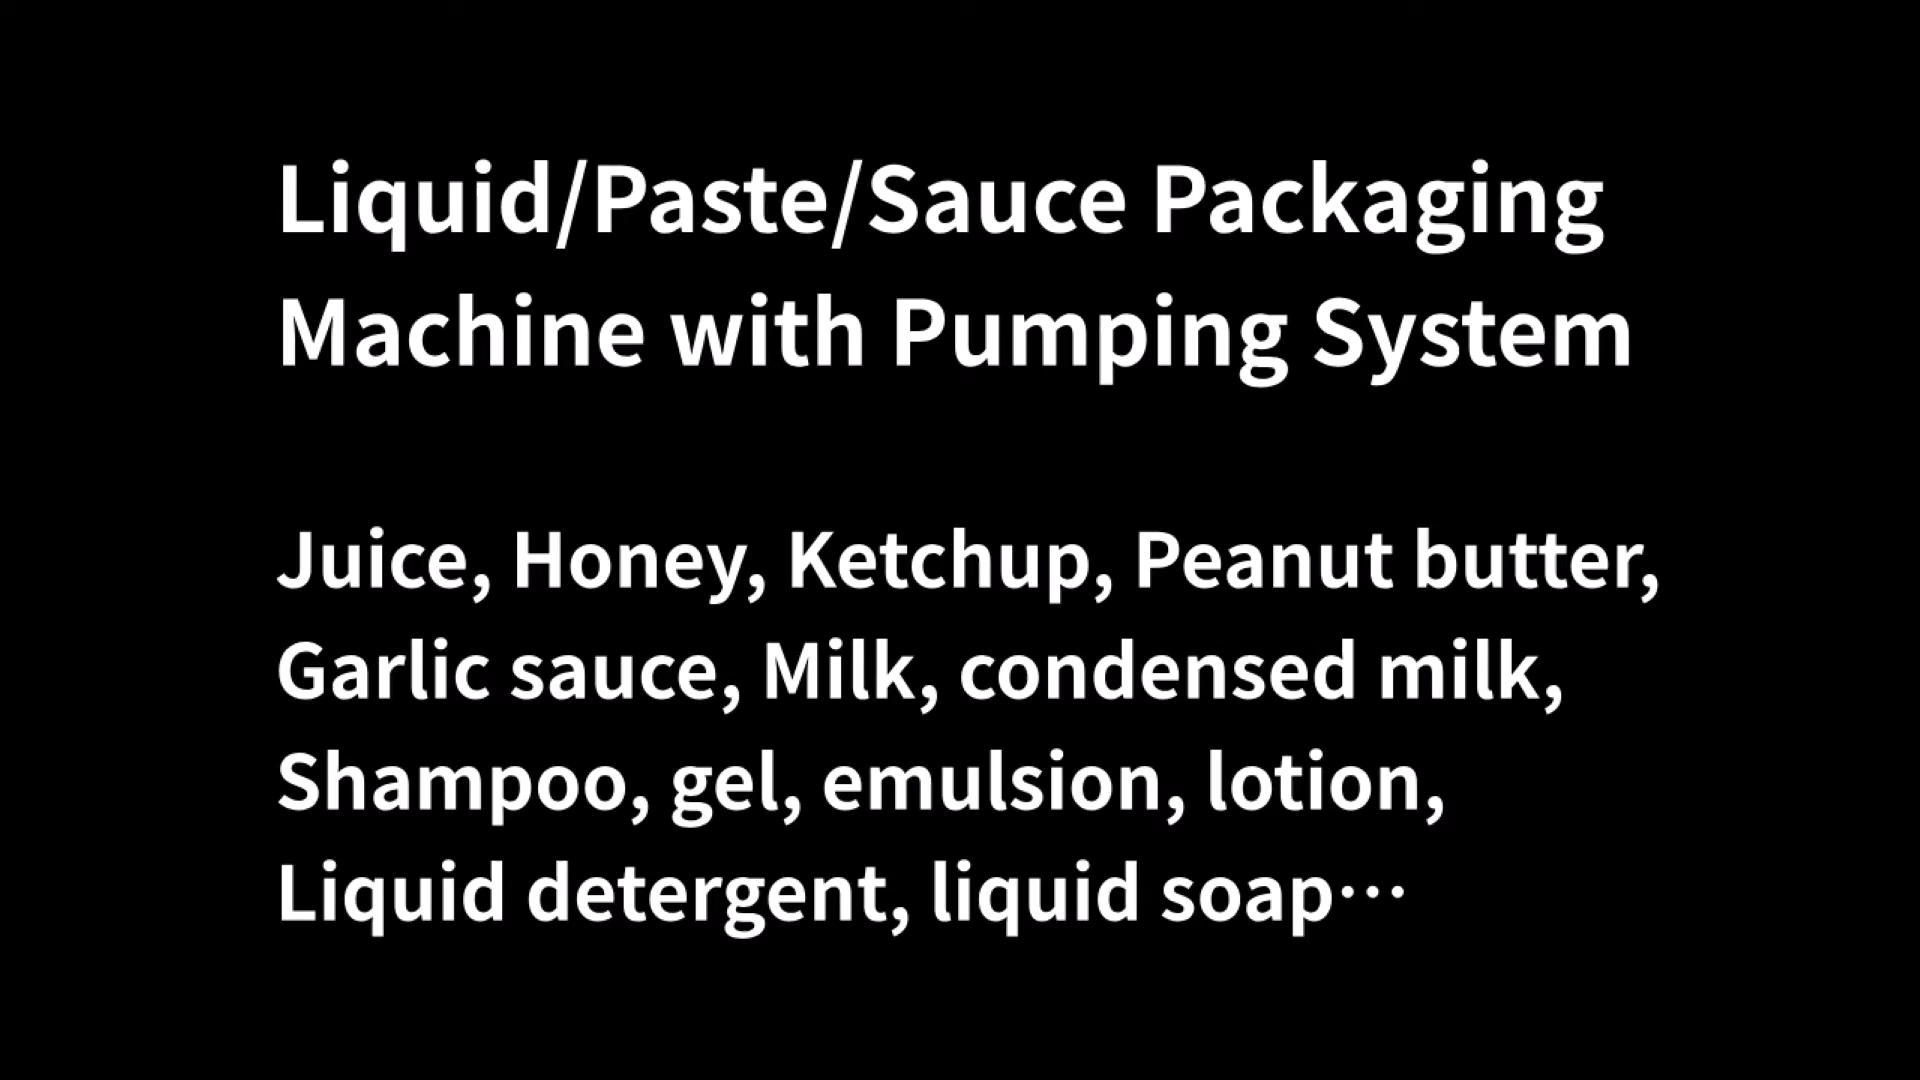 Liquid/Paste/Sauce Packaging
Machine with Pumping System
Juice, Honey, Ketchup, Peanut butter,
Garlic sauce, Milk, condensed milk,
Shampoo, gel, emulsion, lotion,
Liquid detergent, liquid soap⋯